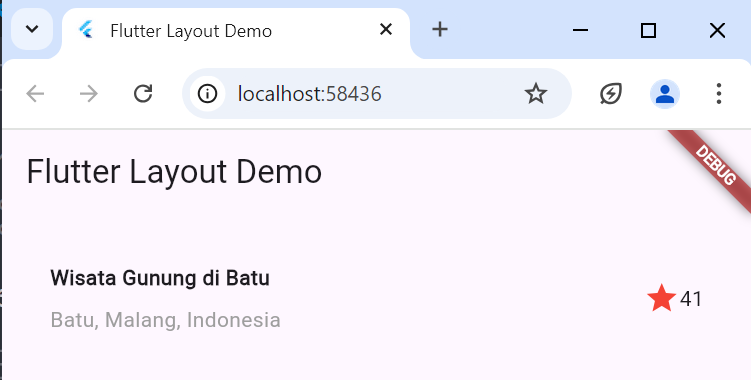 Flutter Layout Demo
localhost:58436
DEBUG
Flutter Layout Demo
Wisata Gunung di Batu
41
Batu, Malang, Indonesia